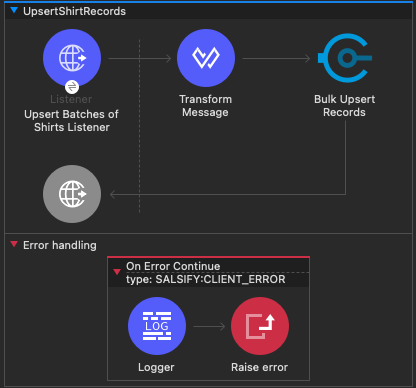 UpsertShirtRecords
Listener
Upsert Batches of
Shirts Listener
Transform
Message
Bulk Upsert
Records
Error handling
On Error Continue
type: SALSIFY:CLIENT_ERROR
LOG
Logger
Raise error